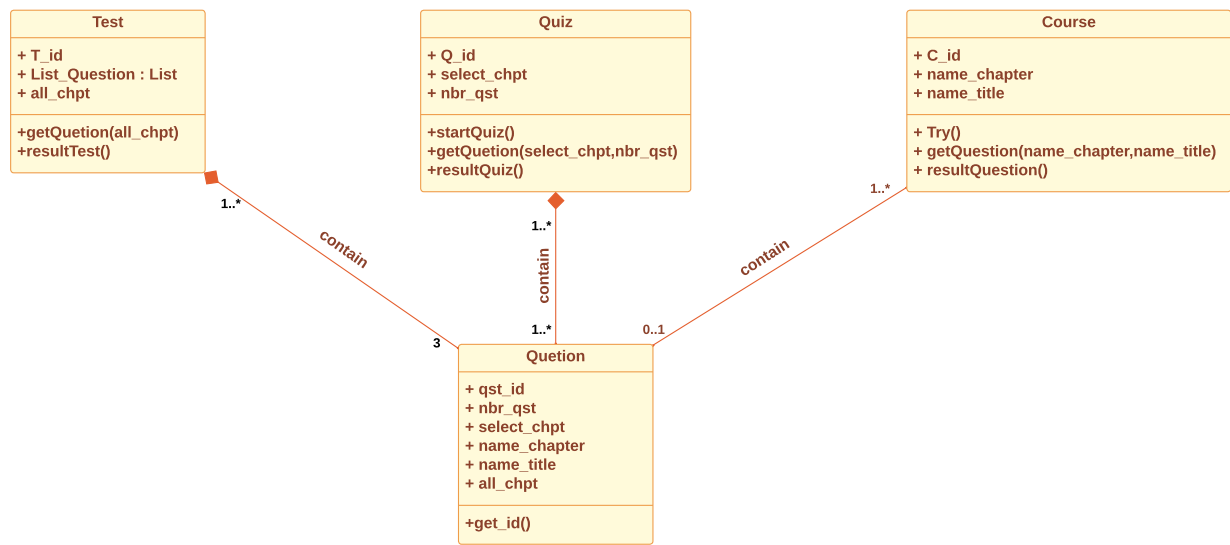 Test
+ T_id
+ List_Question : List
+ all_chpt
+getQuetion(all_chpt)
+resultTest()
Quiz
+ Q_id
+ select_chpt
+ nbr_qst
+startQuiz()
+getQuetion(select_chpt,nbr_qst)
+resultQuiz()
Course
+ C_id
+ name_chapter
+ name_title
+ Try()
+ getQuestion(name_chapter,name_title)
+ resultQuestion()
1..*
contain
3
1..*
contain
1..*
1..*
contain
0..1
Quetion
+ qst_id
+ nbr_qst
+ select_chpt
+ name_chapter
+ name_title
+ all_chpt
+get_id()